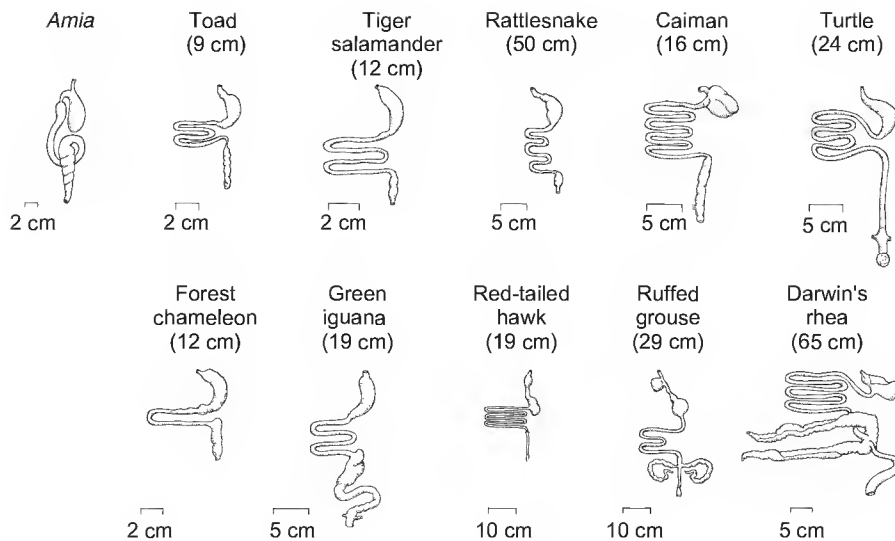 Amia
Toad
(9 cm)
Tiger
salamander
(12 cm)
Rattlesnake
(50 cm)
Caiman
(16 cm)
Turtle
(24 cm)
2 cm
2 cm
2 cm
5 cm
5 cm
5 cm
Forest
chameleon
(12 cm)
Green
iguana
(19 cm)
Red-tailed
hawk
(19 cm)
Ruffed
grouse
(29 cm)
Darwin's
rhea
(65 cm)
2 cm
5 cm
10 cm
10 cm
5 cm